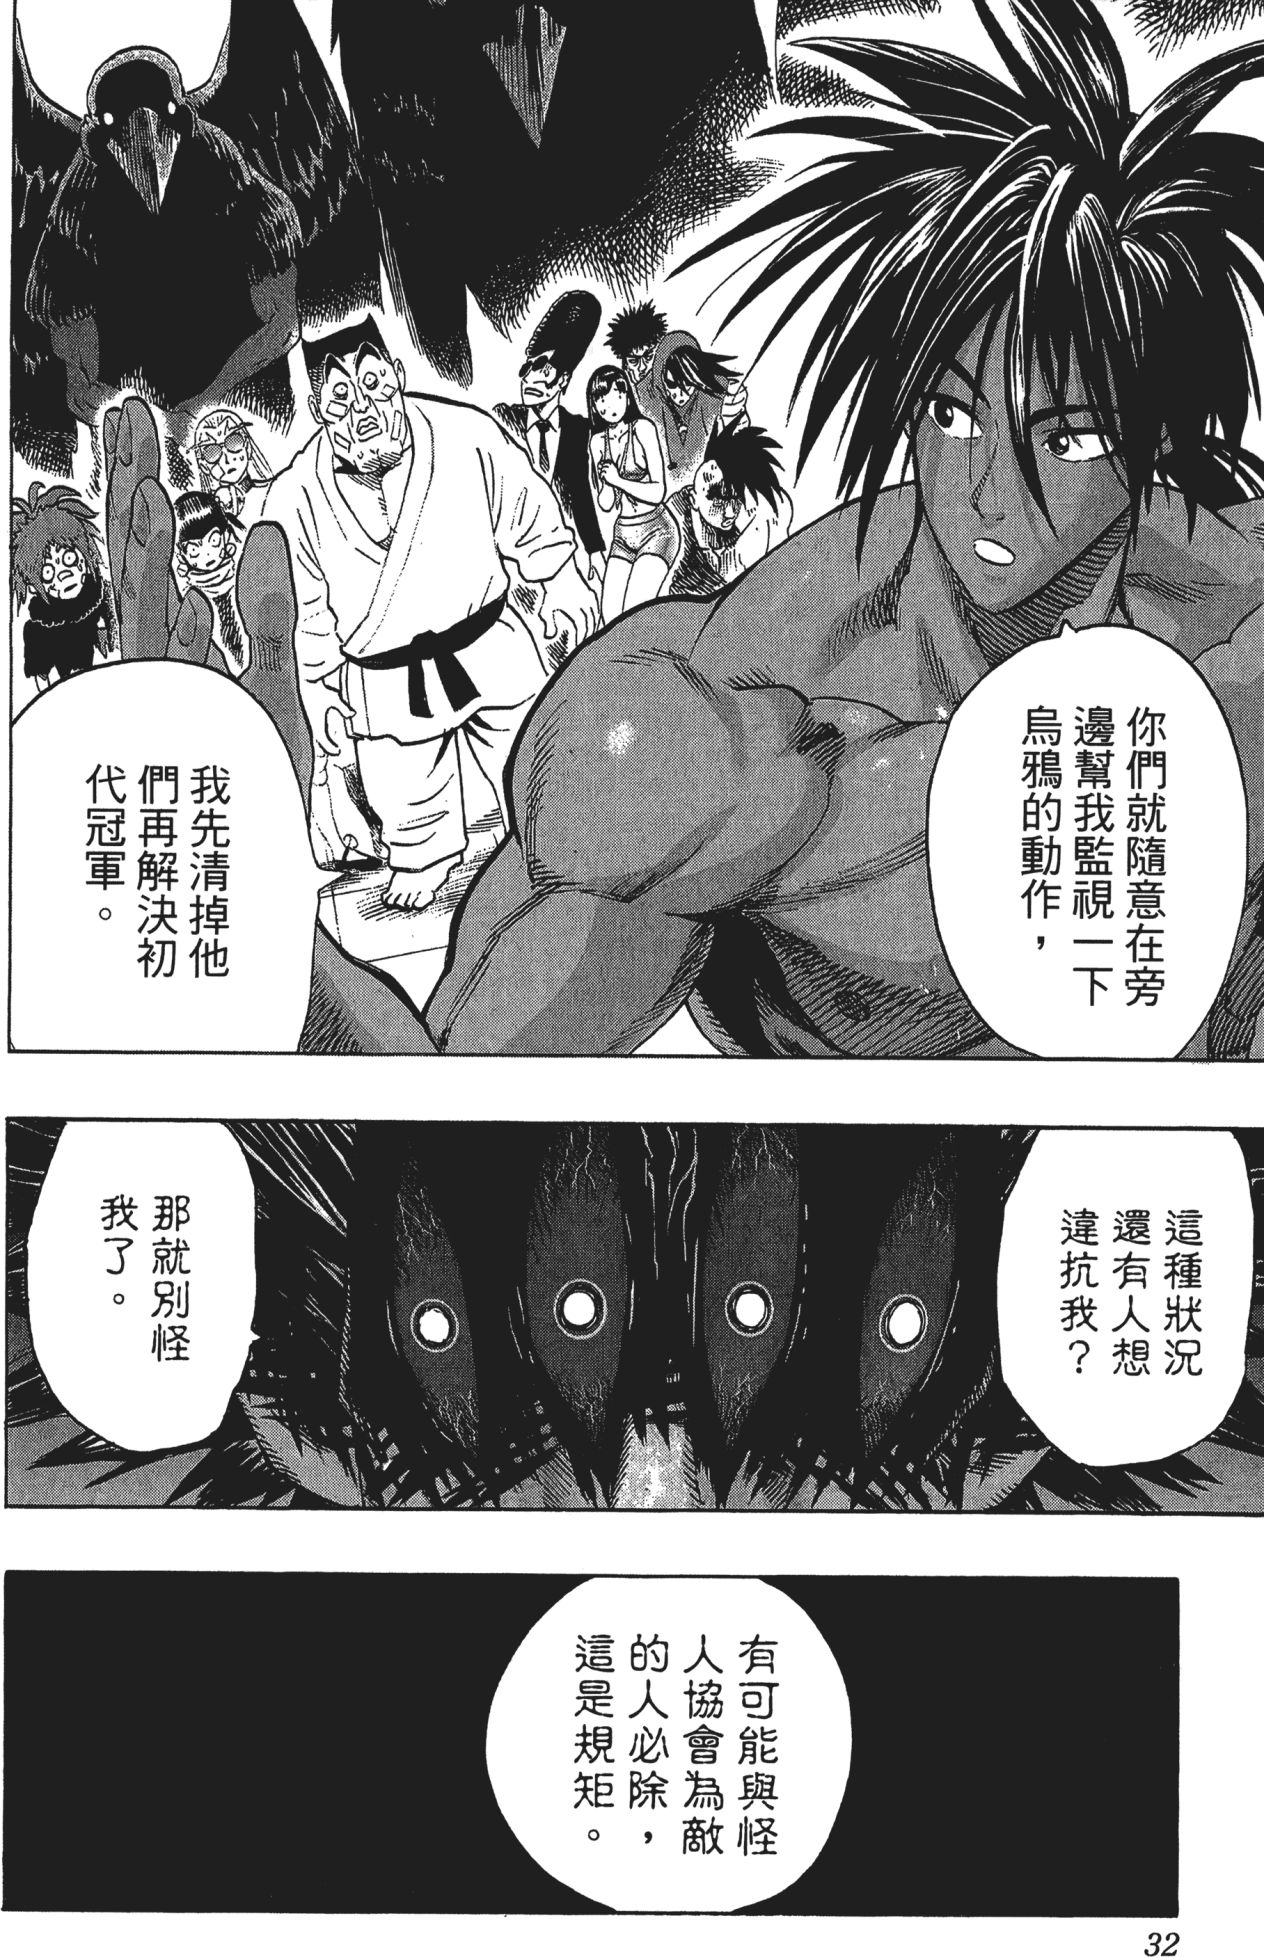 你們就隨意在旁
邊幫我監視一下
烏鴉的動作，
我先清掉他
們再解決初
代冠軍。
這種狀況
還有人想
違抗我？
那就別怪
我了。
有可能與怪
人協會為敵
的人必除，
這是規矩。
32